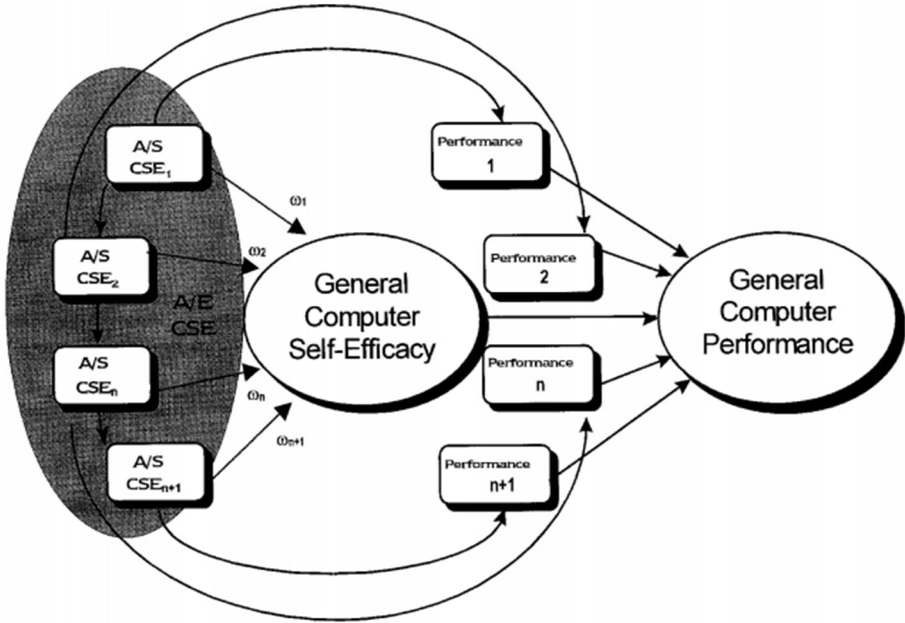 A/S
CSE1
A/S
CSE2
A/S
CSEn
A/S
CSEn+1
A/E
CSE
ω1
ω2
ωn
ωn+1
General
Computer
Self-Efficacy
Performance
1
Performance
2
Performance
n
Performance
n+1
General
Computer
Performance